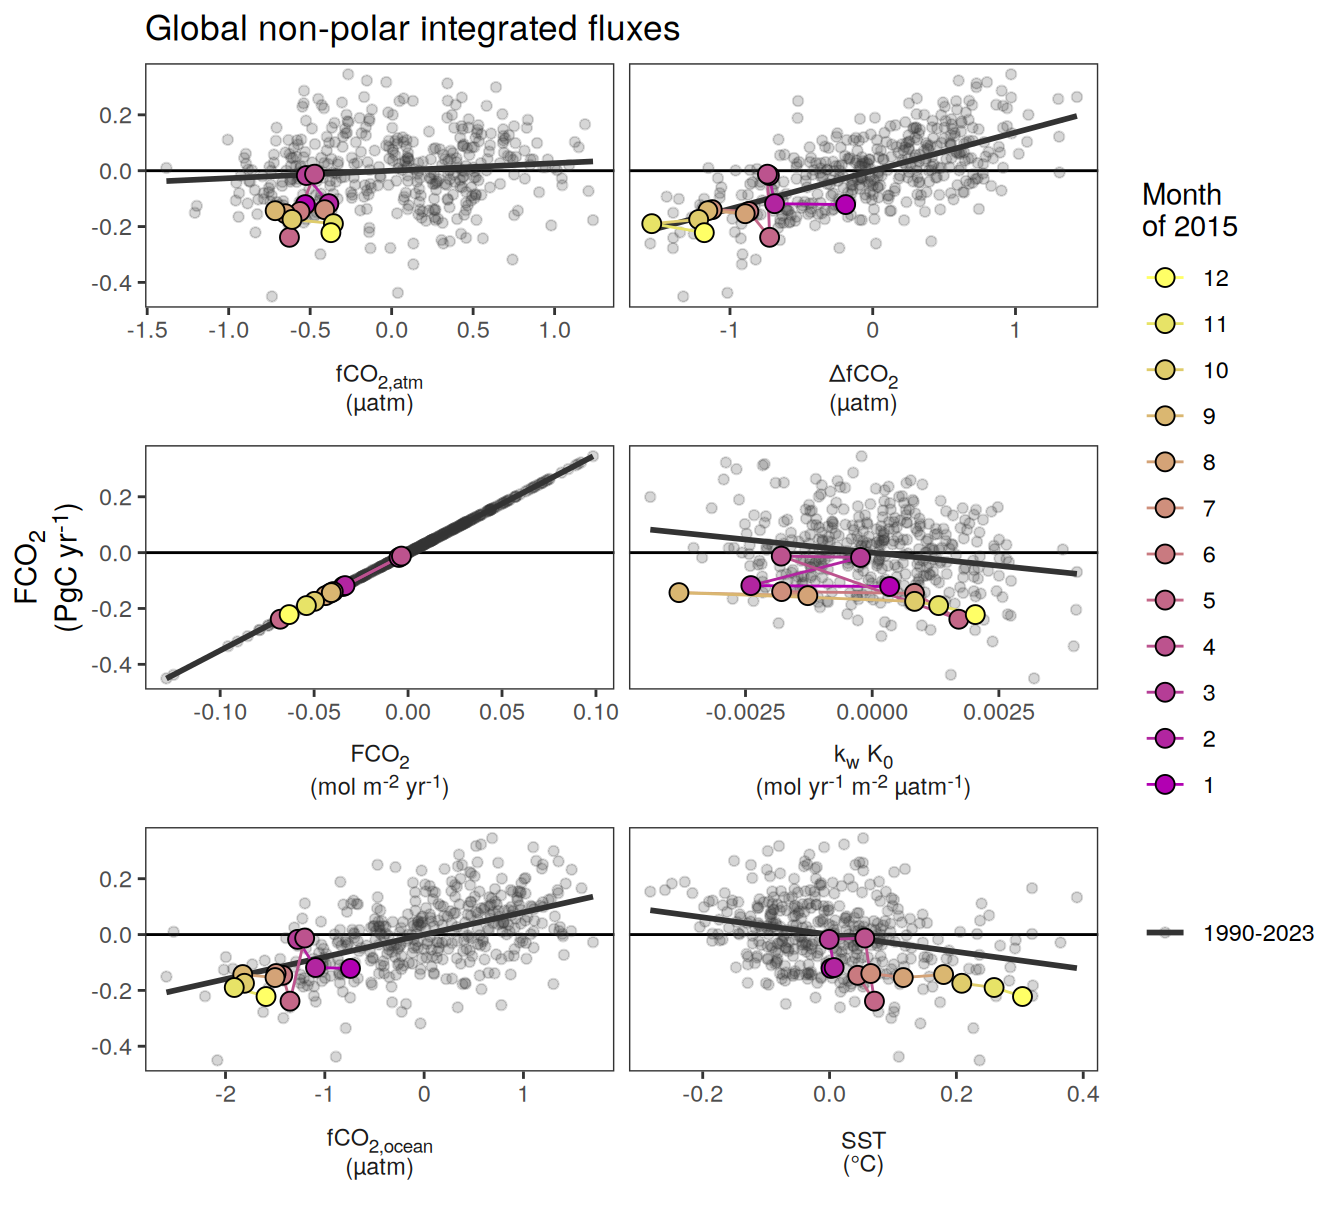 Global non-polar integrated fluxes
0.2
0.0
-0.2
-0.4
-1.5 -1.0 -0.5 0.0 0.5 1.0
fCO2,atm
(µatm)
-1 0 1
ΔfCO2
(µatm)
FCO2
(PgC yr-1)
0.2
0.0
-0.2
-0.4
-0.10 -0.05 0.00 0.05 0.10
FCO2
(mol m-2 yr-1)
-0.0025 0.0000 0.0025
kw K0
(mol yr-1 m-2 µatm-1)
0.2
0.0
-0.2
-0.4
-2 -1 0 1
fCO2,ocean
(µatm)
-0.2 0.0 0.2 0.4
SST
(°C)
Month
of 2015
12
11
10
9
8
7
6
5
4
3
2
1
1990-2023